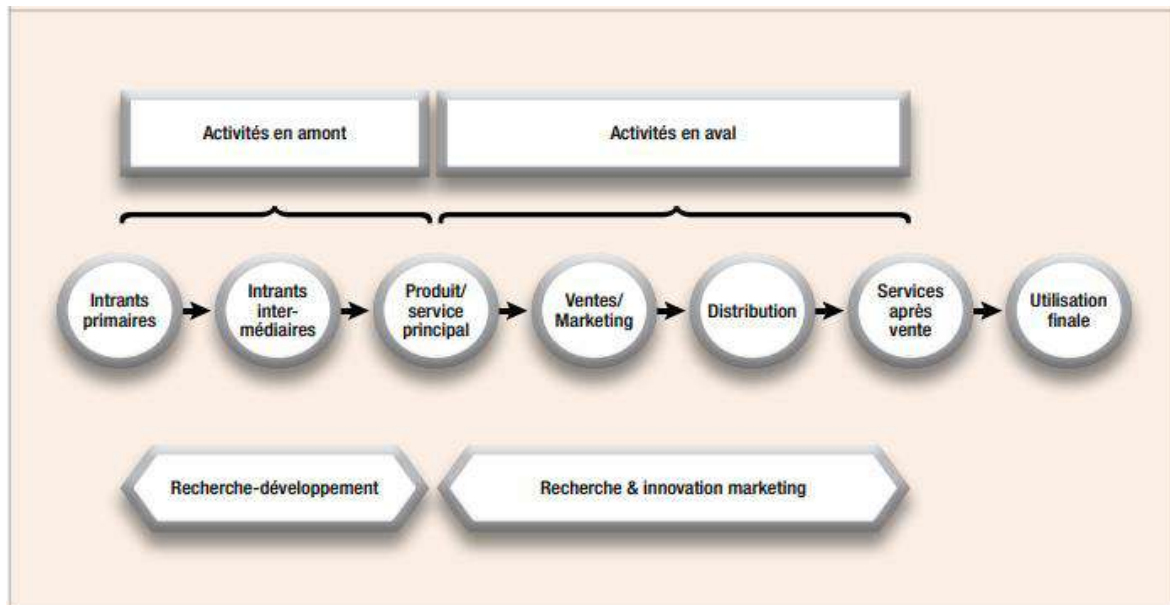 Activités en amont
Activités en aval
Intrants
primaires
Intrants
inter-
médiaires
Produit/
service
principal
Ventes/
Marketing
Distribution
Services
après
vente
Utilisation
finale
Recherche-développement
Recherche & innovation marketing